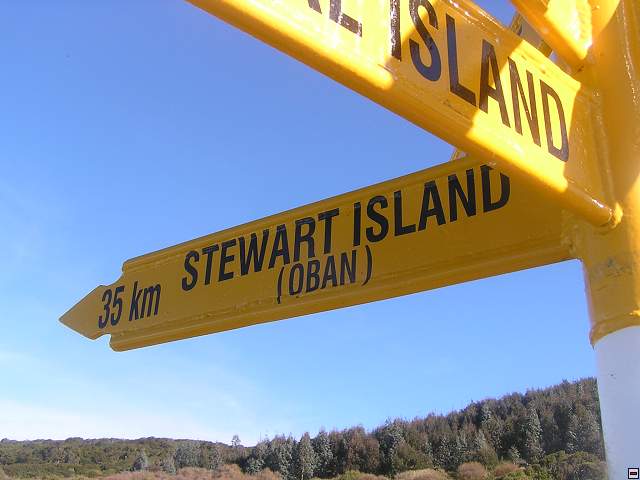 ISLAND
STEWART ISLAND
(OBAN)
35 km